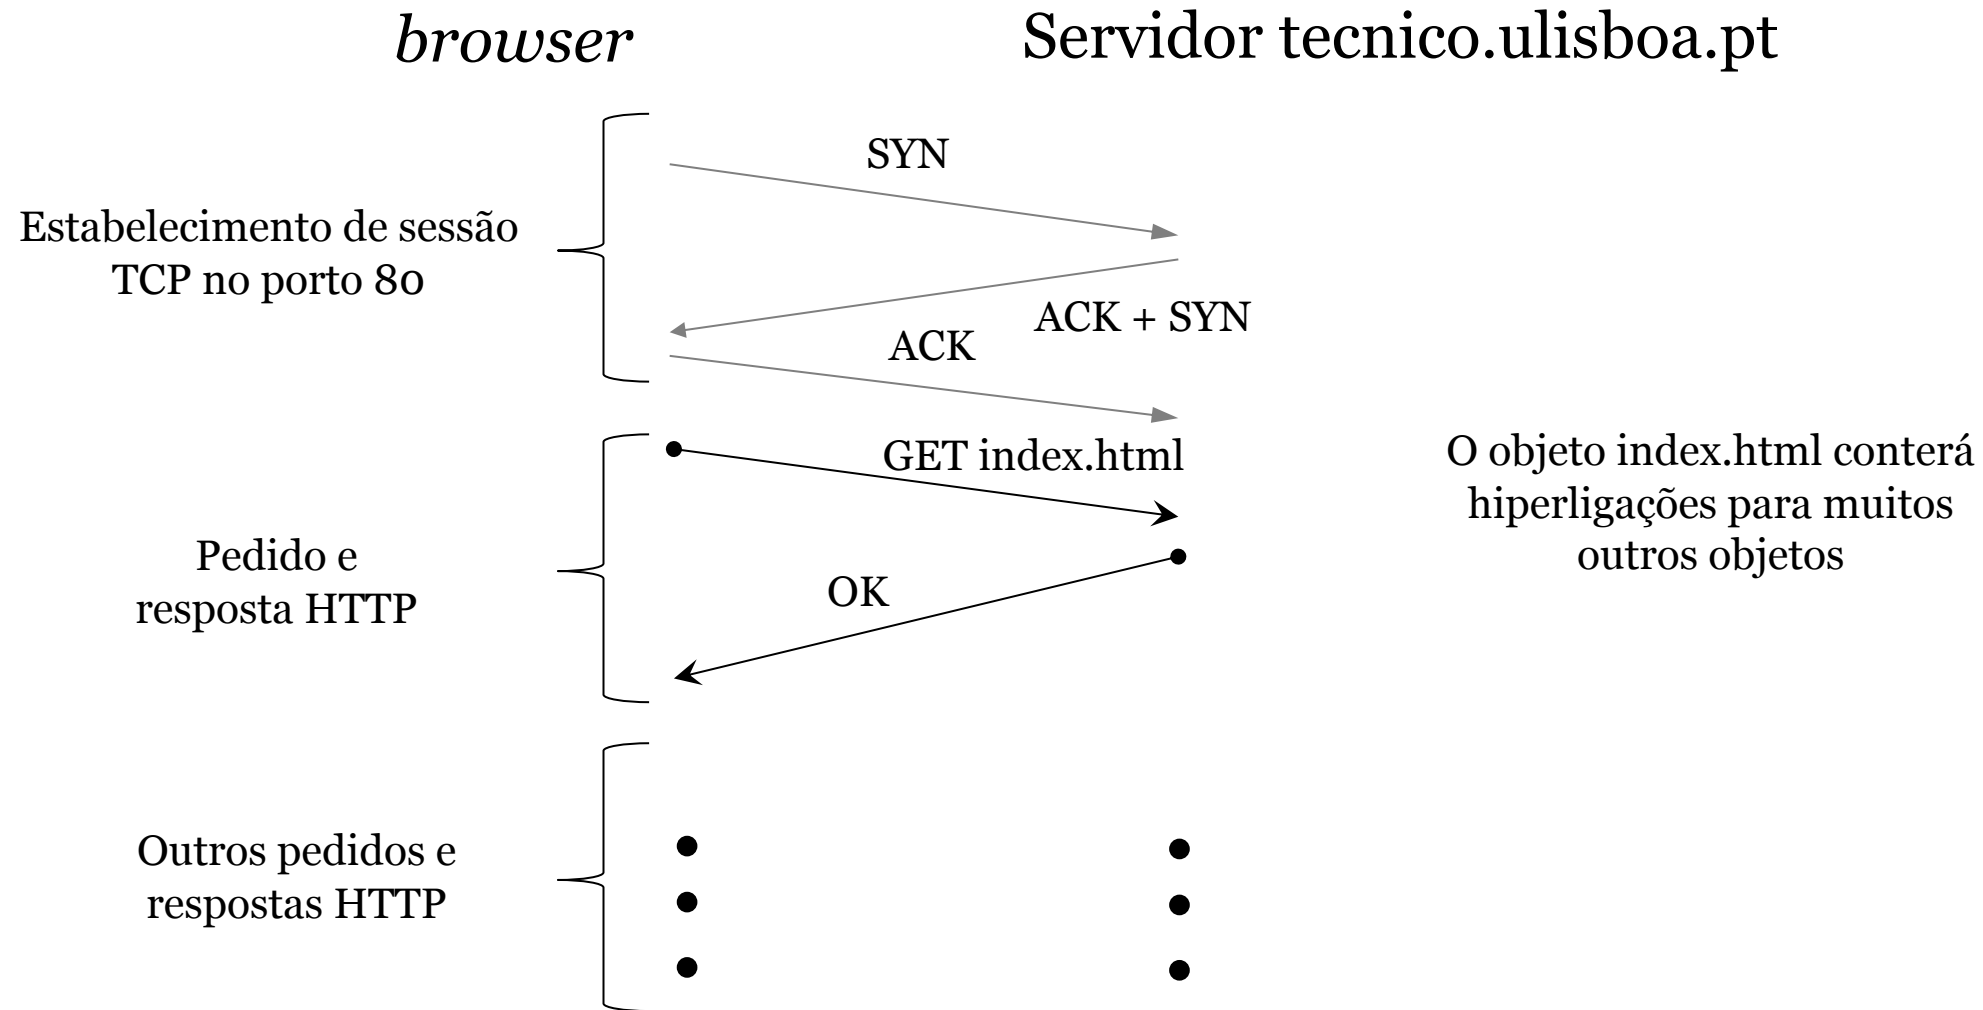 browser
Servidor tecnico.ulisboa.pt
SYN
Estabelecimento de sessão
TCP no porto 80
ACK + SYN
ACK
GET index.html
O objeto index.html conterá
hiperligações para muitos
outros objetos
Pedido e
resposta HTTP
OK
Outros pedidos e
respostas HTTP